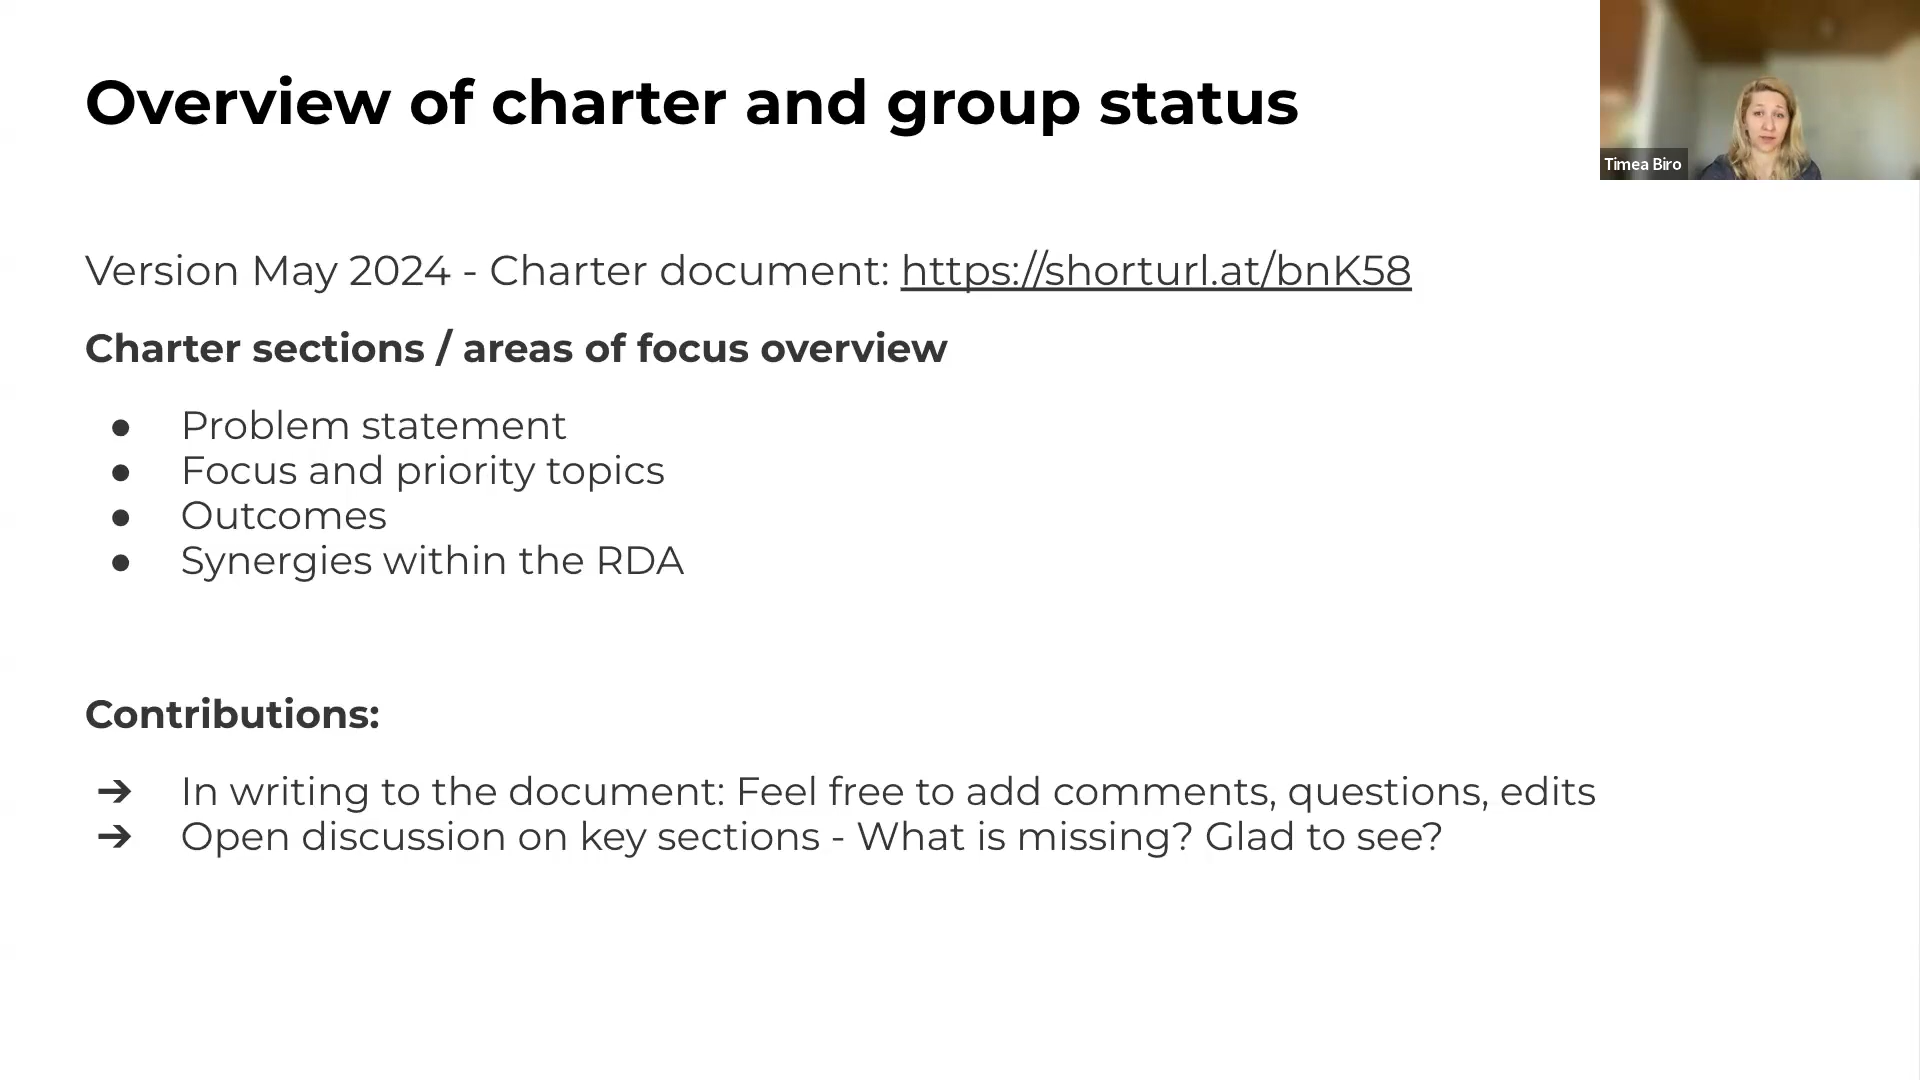 Overview of charter and group status
Timea Biro
Version May 2024 - Charter document: https://shorturl.at/bnK58
Charter sections / areas of focus overview
● Problem statement
● Focus and priority topics
● Outcomes
● Synergies within the RDA
Contributions:
➔ In writing to the document: Feel free to add comments, questions, edits
➔ Open discussion on key sections - What is missing? Glad to see?